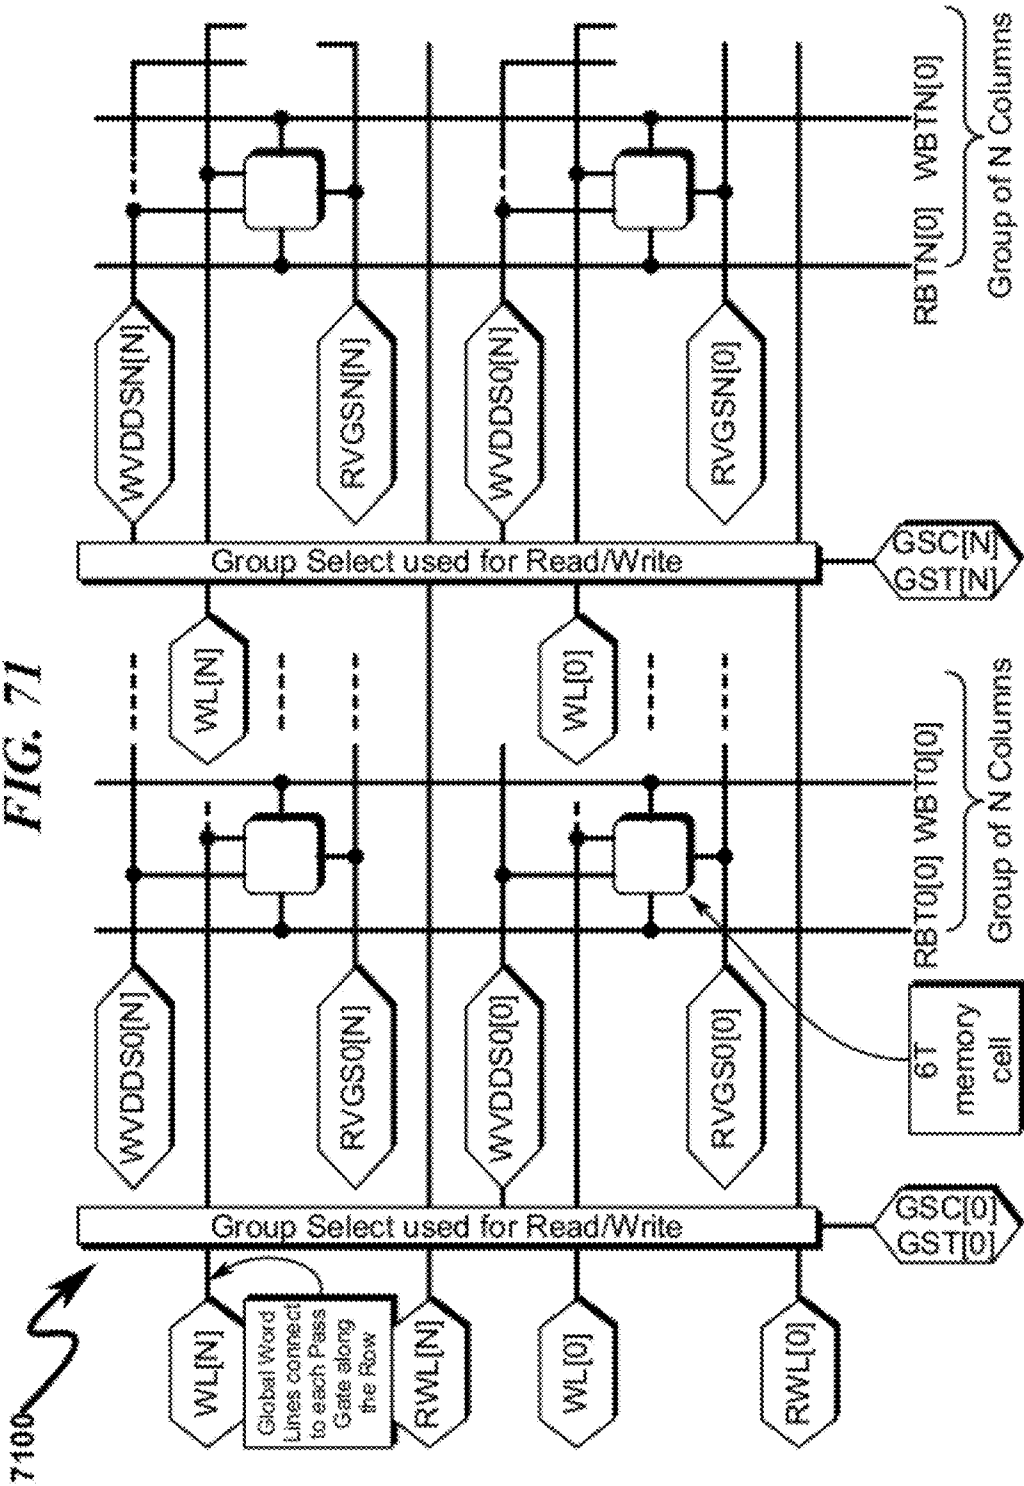 FIG. 71
7100
WL[N]
Global Word
Lines connect
to each Pass
Gate along
the Row
RWL[N]
WL[0]
RWL[0]
Group Select used for Read/Write
GSC[0]
GST[0]
WVDDS0[N]
RVGS0[N]
WVDDS0[0]
RVGS0[0]
6T
memory
cell
RBT0[0] WBT0[0]
Group of N Columns
WL[N]
WL[0]
Group Select used for Read/Write
GSC[N]
GST[N]
WVDDSN[N]
RVGSN[N]
WVDDS0[N]
RVGSN[0]
RBTN[0] WBTN[0]
Group of N Columns